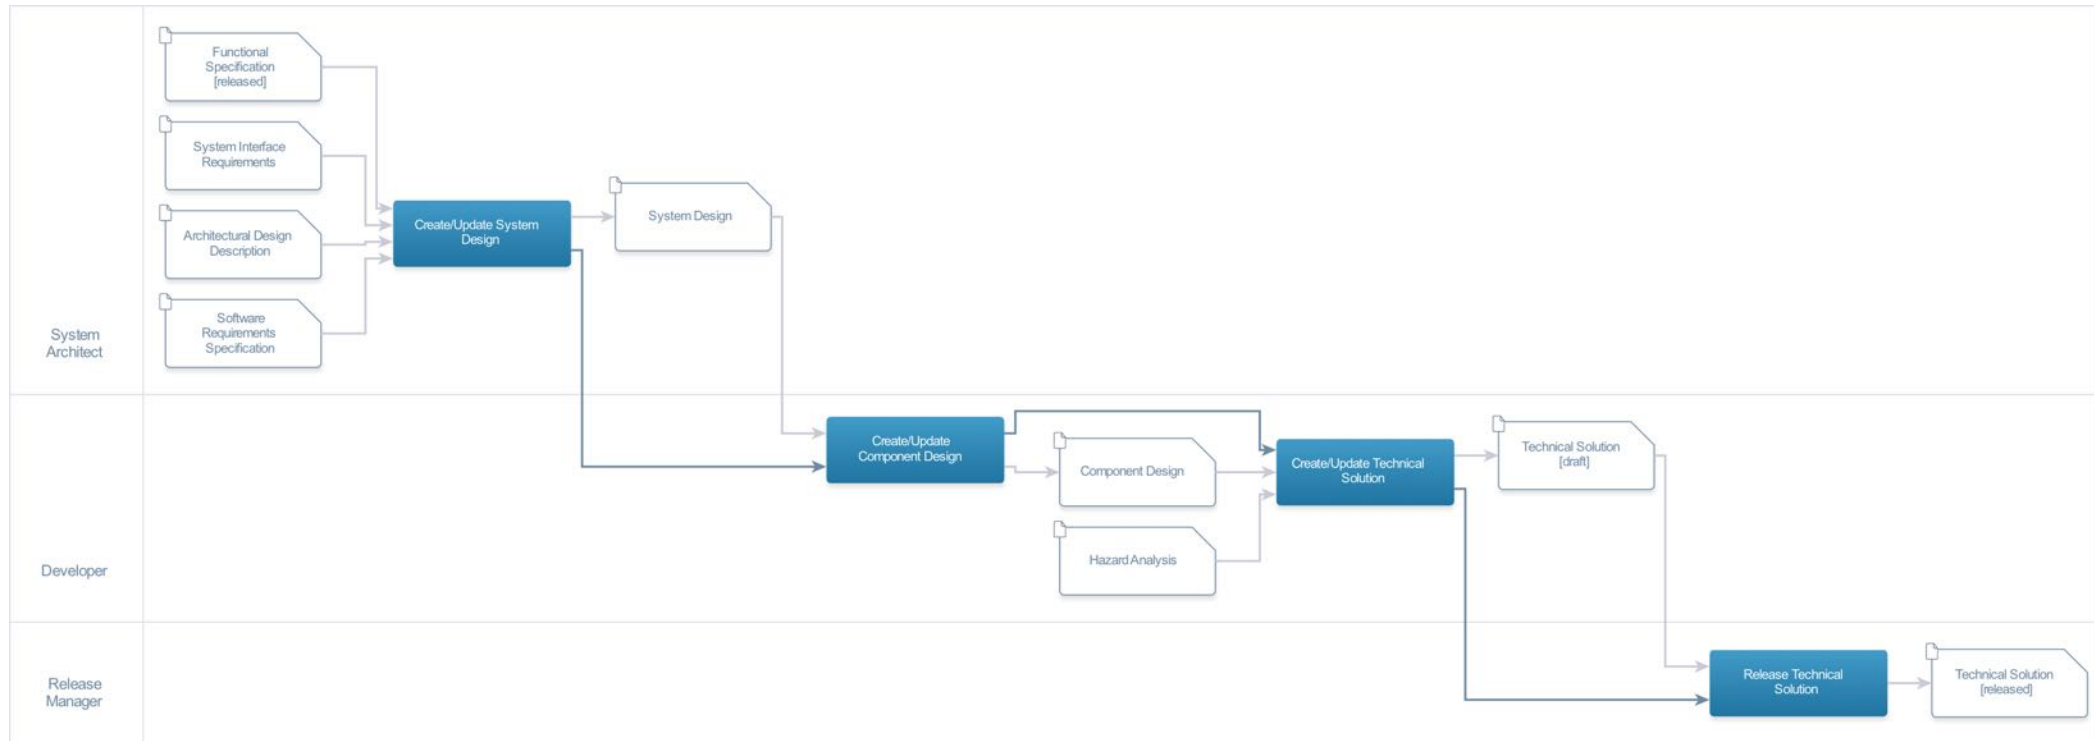 Functional
Specification
[released]
System Interface
Requirements
Architectural Design
Description
Software
Requirements
Specification
Create/Update System
Design
System Design
System
Architect
Create/Update
Component Design
Component Design
Hazard Analysis
Create/Update Technical
Solution
Technical Solution
[draft]
Developer
Release Technical
Solution
Technical Solution
[released]
Release
Manager